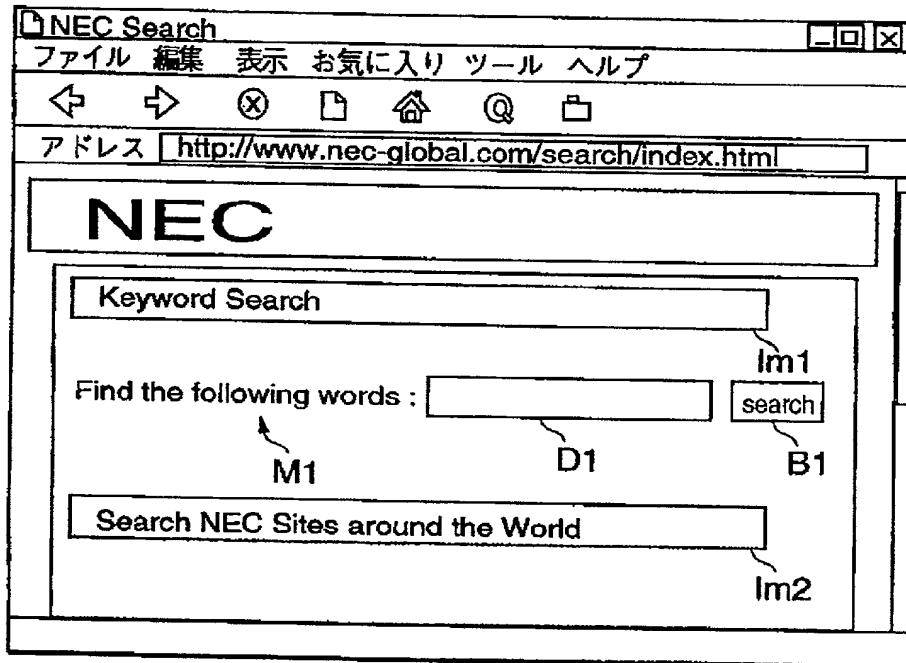 NEC Search
ファイル 編集 表示 お気に入り ツール ヘルプ
アドレス http://www.nec-global.com/search/index.html
NEC
Keyword Search
Im1
Find the following words : search
M1 D1 B1
Search NEC Sites around the World
Im2